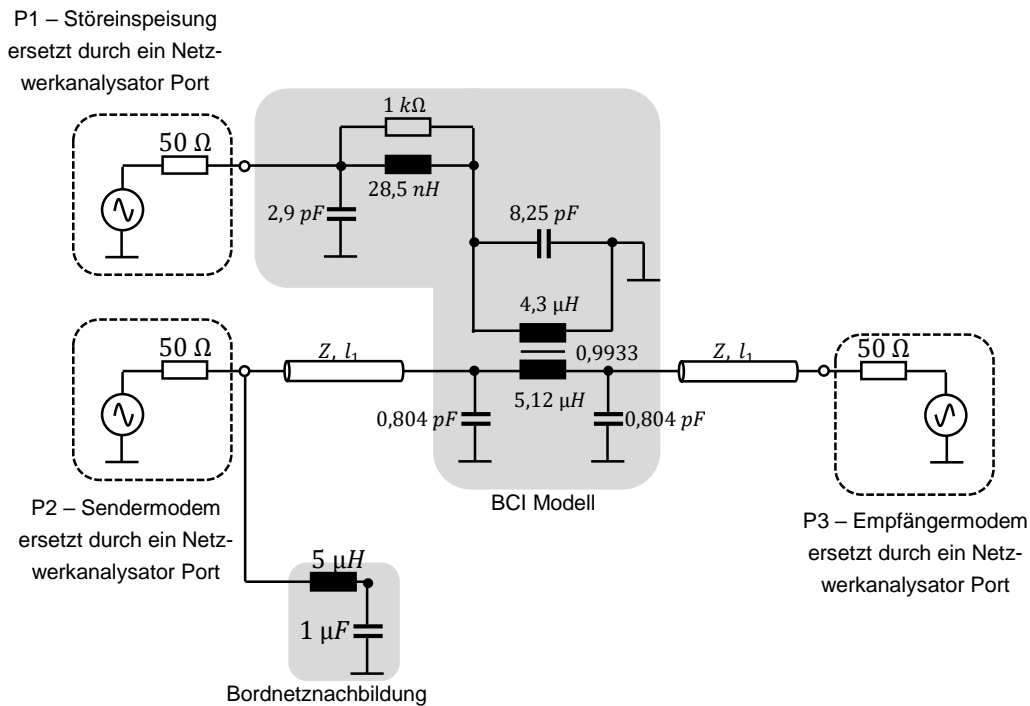 P1 – Störeinspeisung
ersetzt durch ein Netz-
werkanalysator Port
50 Ω
1 kΩ
28,5 nH
2,9 pF
8,25 pF
4,3 μH
0,9933
5,12 μH
50 Ω
Z, l₁
0,804 pF
0,804 pF
Z, l₁
50 Ω
BCI Modell
P2 – Sendermodem
ersetzt durch ein Netz-
werkanalysator Port
P3 – Empfängermodem
ersetzt durch ein Netz-
werkanalysator Port
5 μH
1 μF
Bordnetznachbildung